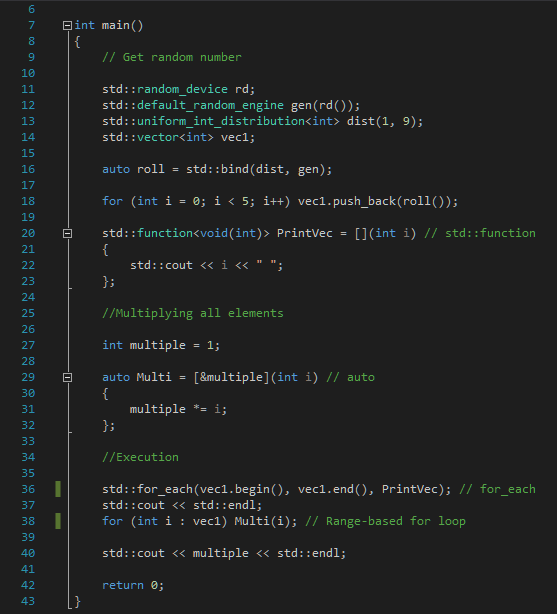 6
7 int main()
8 {
9 // Get random number
10
11 std::random_device rd;
12 std::default_random_engine gen(rd());
13 std::uniform_int_distribution<int> dist(1, 9);
14 std::vector<int> vec1;
15
16 auto roll = std::bind(dist, gen);
17
18 for (int i = 0; i < 5; i++) vec1.push_back(roll());
19
20 std::function<void(int)> PrintVec = [](int i) // std::function
21 {
22 std::cout << i << " ";
23 };
24
25 //Multiplying all elements
26
27 int multiple = 1;
28
29 auto Multi = [&multiple](int i) // auto
30 {
31 multiple *= i;
32 };
33
34 //Execution
35
36 std::for_each(vec1.begin(), vec1.end(), PrintVec); // for_each
37 std::cout << std::endl;
38 for (int i : vec1) Multi(i); // Range-based for loop
39
40 std::cout << multiple << std::endl;
41
42 return 0;
43 }